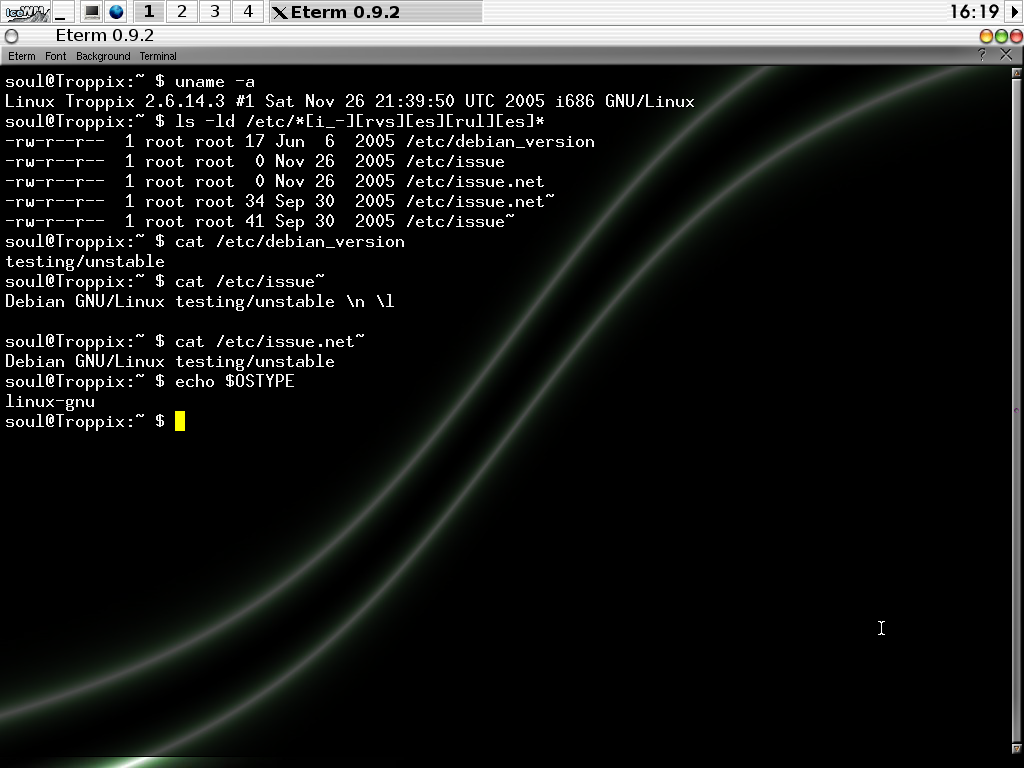 IceWM 1 2 3 4 Eterm 0.9.2 16:19
Eterm 0.9.2
Eterm Font Background Terminal ?
soul@Troppix:~ $ uname -a
Linux Troppix 2.6.14.3 #1 Sat Nov 26 21:39:50 UTC 2005 i686 GNU/Linux
soul@Troppix:~ $ ls -ld /etc/*[i_-][rvs][es][rul][es]*
-rw-r--r--  1 root root 17 Jun  6  2005 /etc/debian_version
-rw-r--r--  1 root root  0 Nov 26  2005 /etc/issue
-rw-r--r--  1 root root  0 Nov 26  2005 /etc/issue.net
-rw-r--r--  1 root root 34 Sep 30  2005 /etc/issue.net~
-rw-r--r--  1 root root 41 Sep 30  2005 /etc/issue~
soul@Troppix:~ $ cat /etc/debian_version
testing/unstable
soul@Troppix:~ $ cat /etc/issue~
Debian GNU/Linux testing/unstable \n \l
soul@Troppix:~ $ cat /etc/issue.net~
Debian GNU/Linux testing/unstable
soul@Troppix:~ $ echo $OSTYPE
linux-gnu
soul@Troppix:~ $